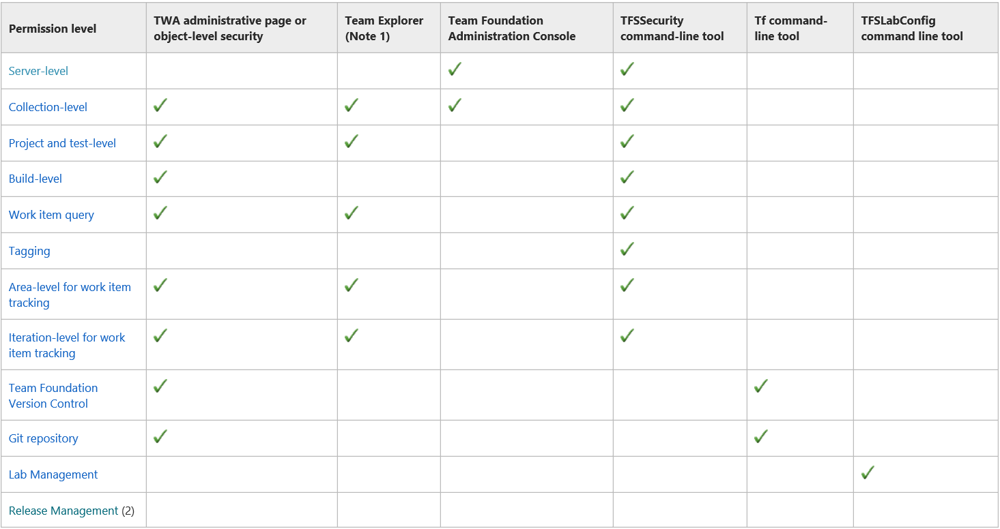 Permission level
TWA administrative page or
object-level security
Team Explorer
(Note 1)
Team Foundation
Administration Console
TFSSecurity
command-line tool
Tf command-
line tool
TFSLabConfig
command line tool
Server-level
Collection-level
Project and test-level
Build-level
Work item query
Tagging
Area-level for work item
tracking
Iteration-level for work
item tracking
Team Foundation
Version Control
Git repository
Lab Management
Release Management (2)